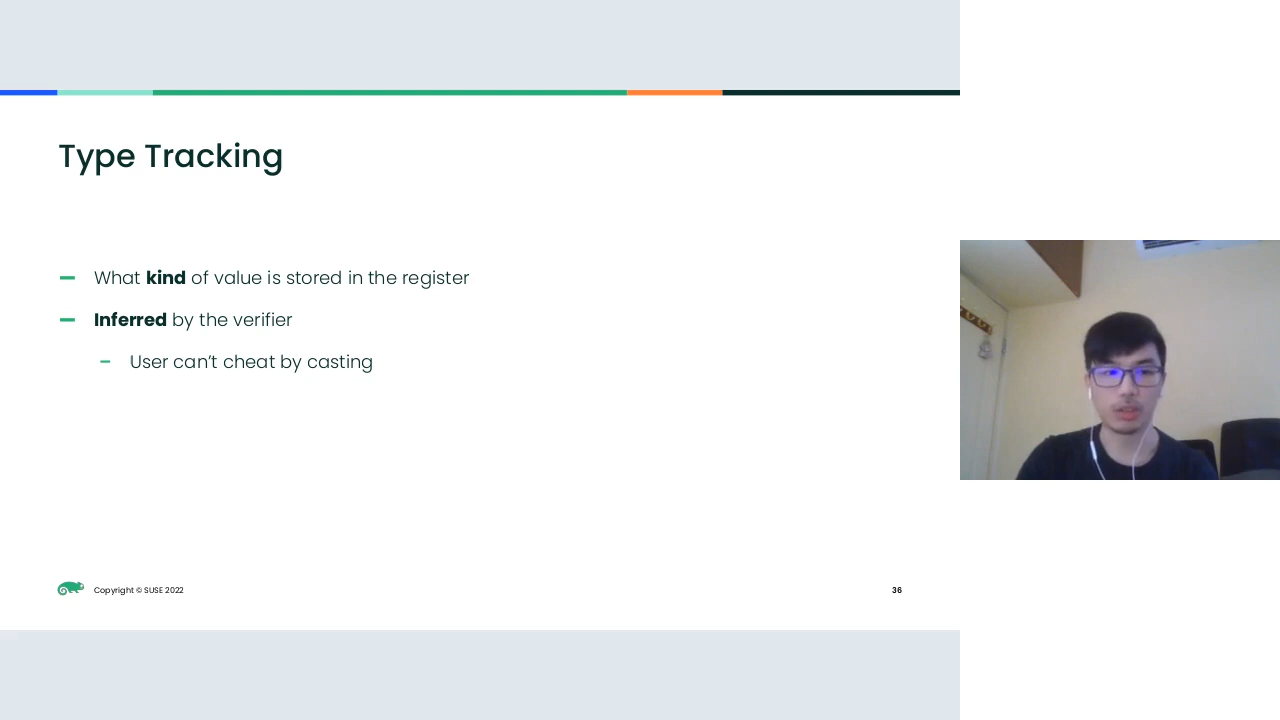 Type Tracking
What kind of value is stored in the register
Inferred by the verifier
User can't cheat by casting
Copyright © SUSE 2022
36